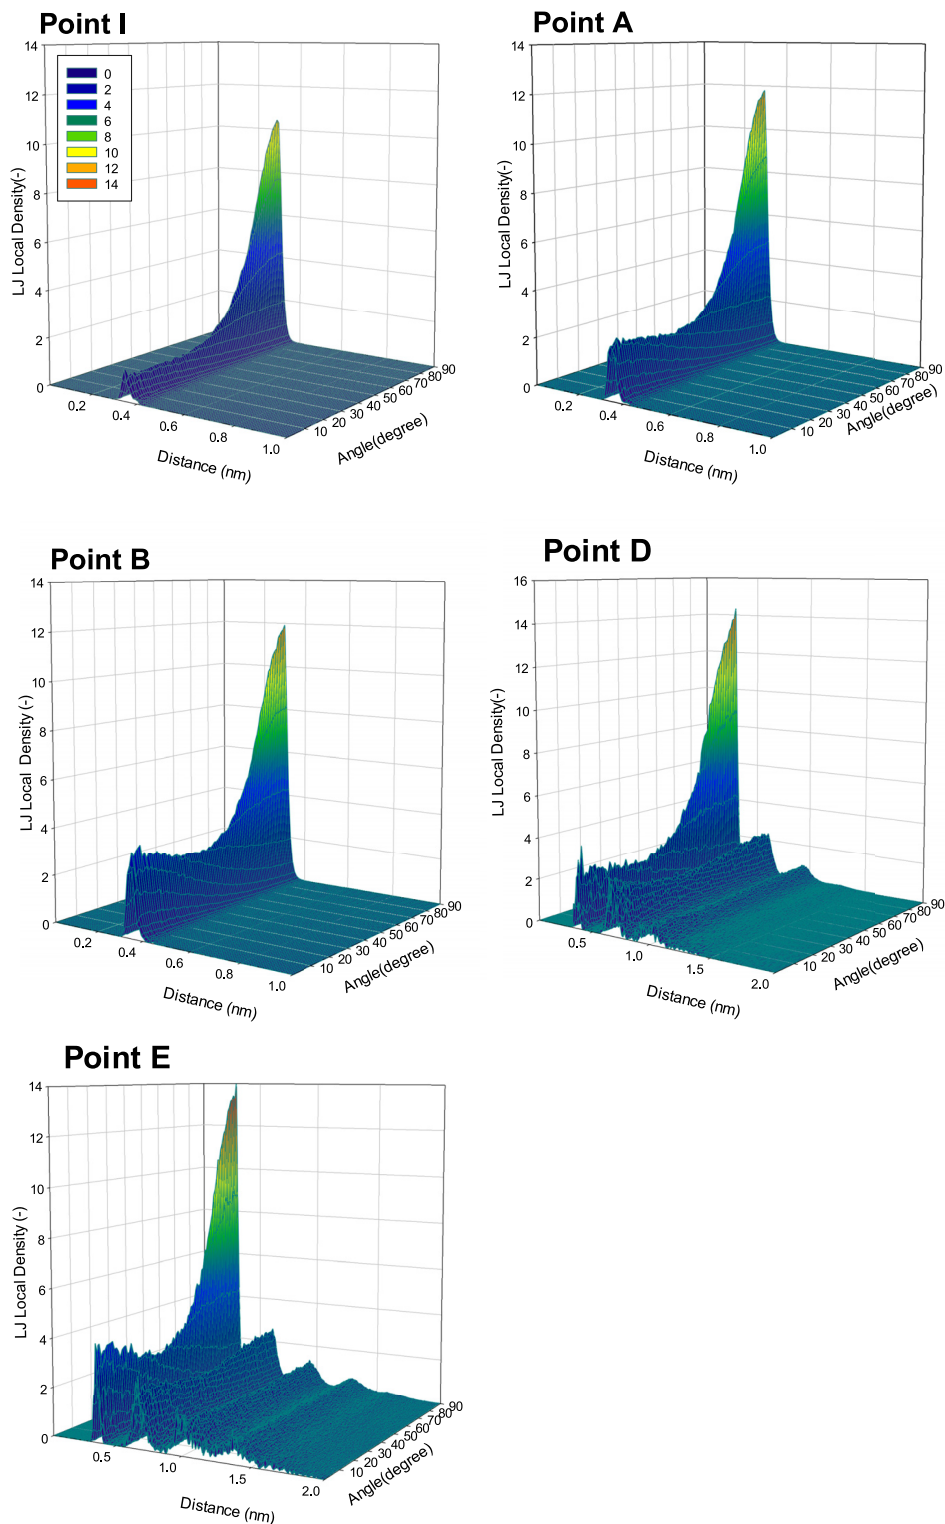 Point I
14
12
10
8
6
4
2
0
LJ Local Density(-)
0
2
4
6
8
10
12
14
0.2
0.4
0.6
0.8
1.0
Distance (nm)
10 20 30 40 50 60 70 80 90
Angle(degree)
Point A
14
12
10
8
6
4
2
0
LJ Local Density(-)
0.2
0.4
0.6
0.8
1.0
Distance (nm)
10 20 30 40 50 60 70 80 90
Angle(degree)
Point B
14
12
10
8
6
4
2
0
LJ Local Density (-)
0.2
0.4
0.6
0.8
1.0
Distance (nm)
10 20 30 40 50 60 70 80 90
Angle(degree)
Point D
16
14
12
10
8
6
4
2
0
LJ Local Density(-)
0.5
1.0
1.5
2.0
Distance (nm)
10 20 30 40 50 60 70 80 90
Angle(degree)
Point E
14
12
10
8
6
4
2
0
LJ Local Density (-)
0.5
1.0
1.5
2.0
Distance (nm)
10 20 30 40 50 60 70 80 90
Angle(degree)